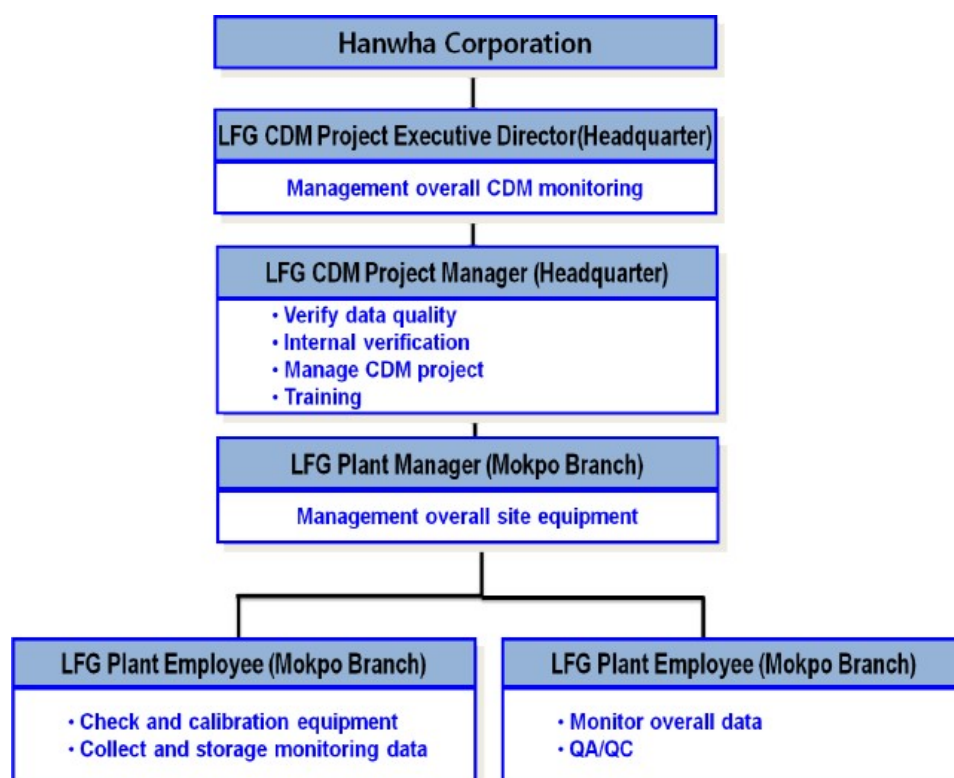 Hanwha Corporation
LFG CDM Project Executive Director(Headquarter)
Management overall CDM monitoring
LFG CDM Project Manager (Headquarter)
• Verify data quality
• Internal verification
• Manage CDM project
• Training
LFG Plant Manager (Mokpo Branch)
Management overall site equipment
LFG Plant Employee (Mokpo Branch)
• Check and calibration equipment
• Collect and storage monitoring data
LFG Plant Employee (Mokpo Branch)
• Monitor overall data
• QA/QC